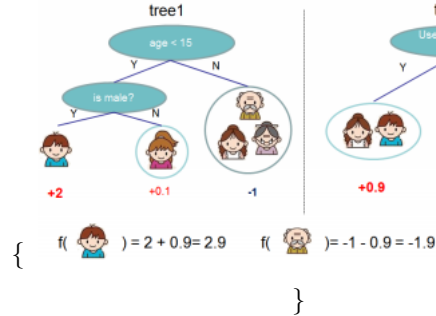 tree1
age < 15
Use
Y
N
Y
is male?
Y
N
+2
+0.1
-1
+0.9
{
f( ) = 2 + 0.9= 2.9
f( )= -1 - 0.9 = -1.9
}